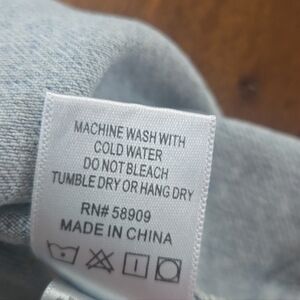 MACHINE WASH WITH
COLD WATER
DO NOT BLEACH
TUMBLE DRY OR HANG DRY
RN# 58909
MADE IN CHINA